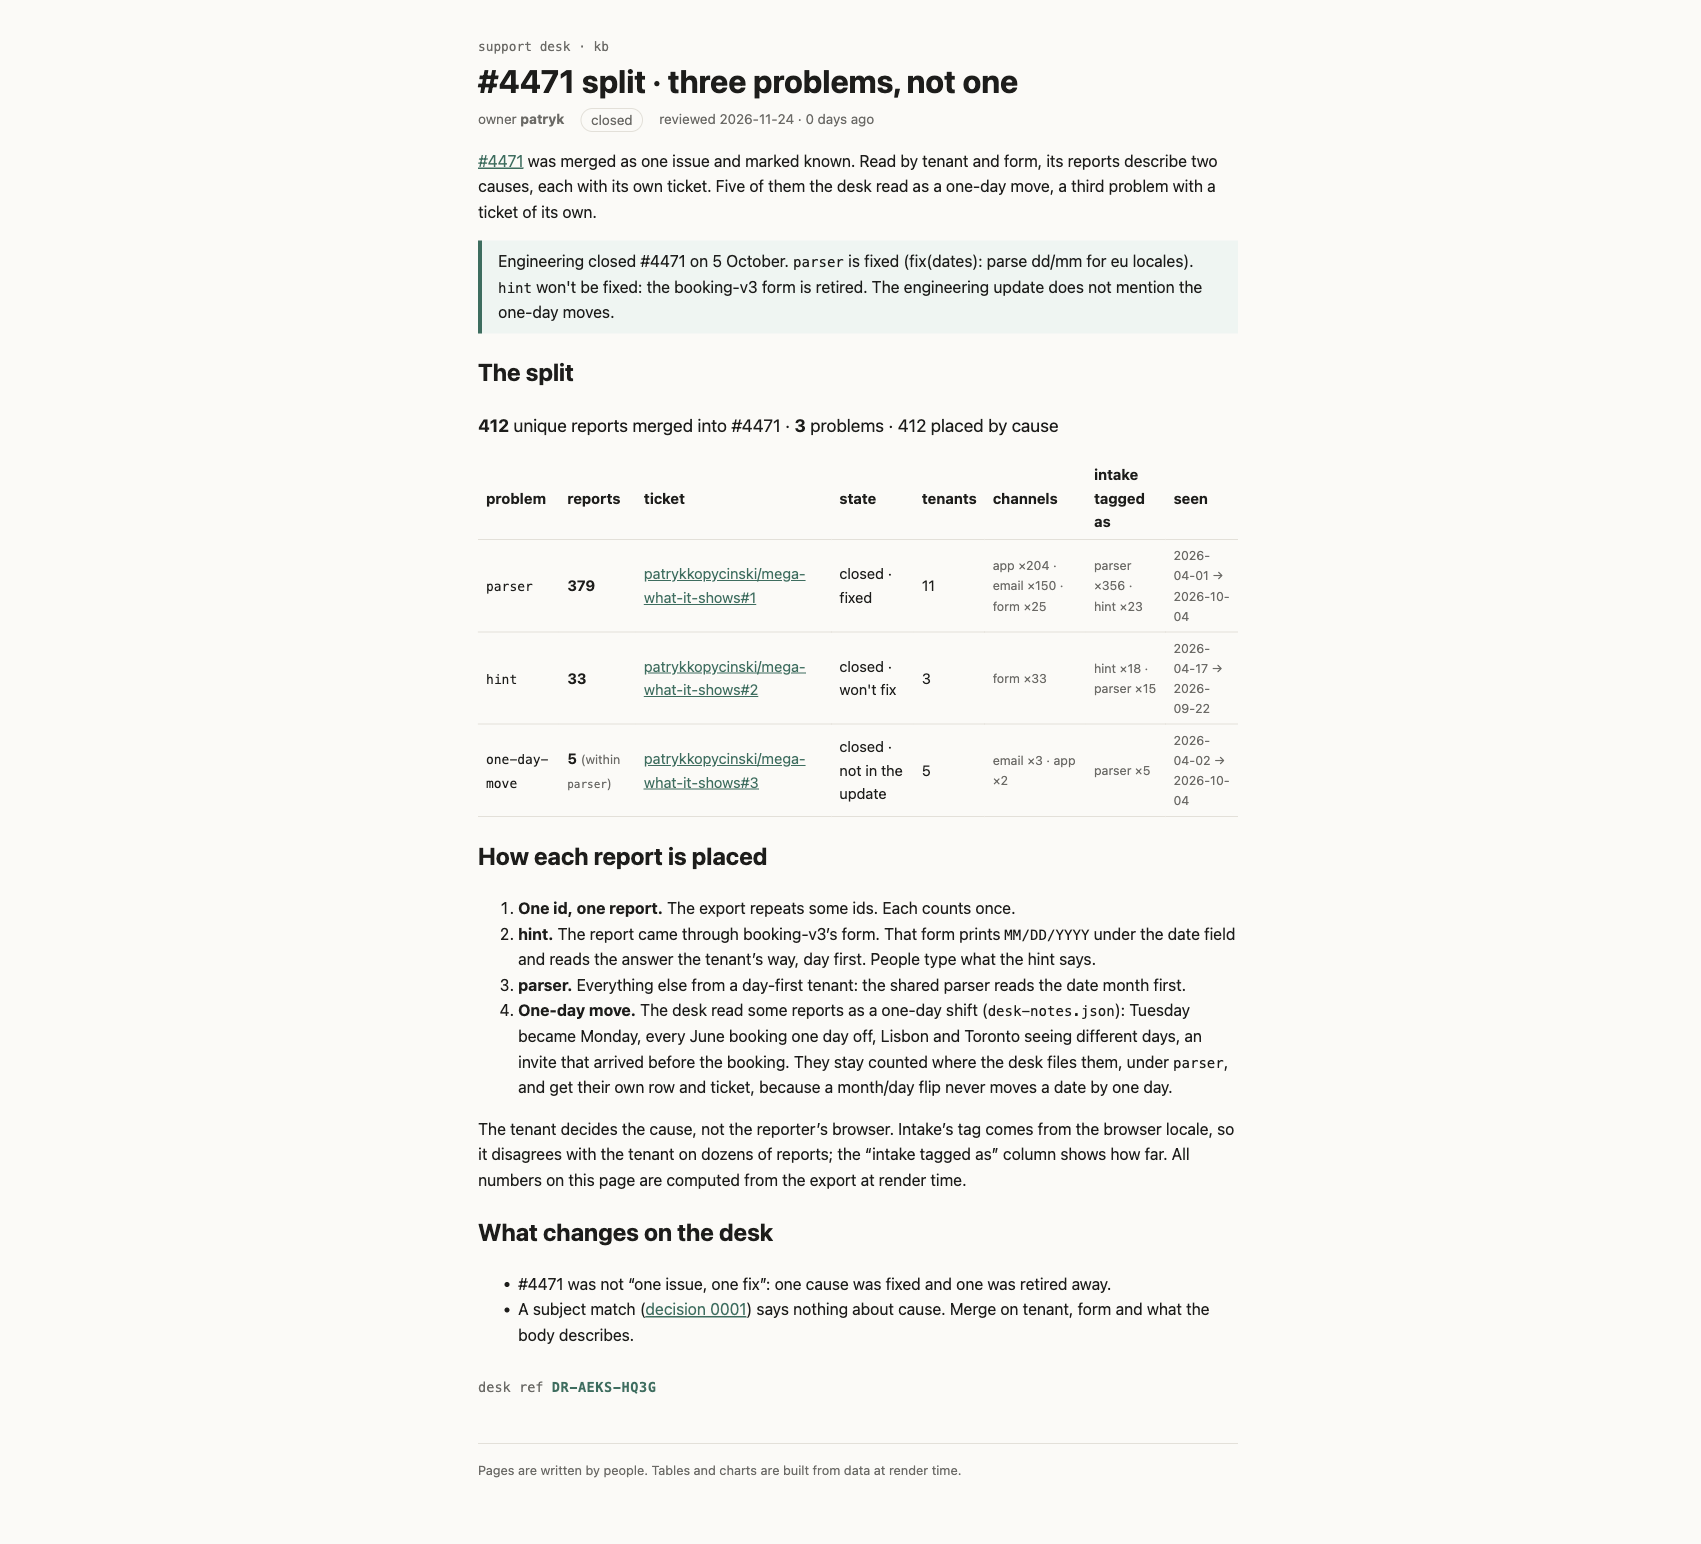 support desk · kb
#4471 split · three problems, not one
owner patryk closed reviewed 2026-11-24 · 0 days ago
#4471 was merged as one issue and marked known. Read by tenant and form, its reports describe two
causes, each with its own ticket. Five of them the desk read as a one-day move, a third problem with a
ticket of its own.
Engineering closed #4471 on 5 October. parser is fixed (fix(dates): parse dd/mm for eu locales).
hint won't be fixed: the booking-v3 form is retired. The engineering update does not mention the
one-day moves.
The split
412 unique reports merged into #4471 · 3 problems · 412 placed by cause
problem reports ticket state tenants channels intake tagged as seen
parser 379 patrykkopycinski/mega-what-it-shows#1 closed · fixed 11 app ×204 · email ×150 · form ×25 parser ×356 · hint ×23 2026-04-01 → 2026-10-04
hint 33 patrykkopycinski/mega-what-it-shows#2 closed · won't fix 3 form ×33 hint ×18 · parser ×15 2026-04-17 → 2026-09-22
one-day-move 5 (within parser) patrykkopycinski/mega-what-it-shows#3 closed · not in the update 5 email ×3 · app ×2 parser ×5 2026-04-02 → 2026-10-04
How each report is placed
1. One id, one report. The export repeats some ids. Each counts once.
2. hint. The report came through booking-v3’s form. That form prints MM/DD/YYYY under the date field
and reads the answer the tenant’s way, day first. People type what the hint says.
3. parser. Everything else from a day-first tenant: the shared parser reads the date month first.
4. One-day move. The desk read some reports as a one-day shift (desk-notes.json): Tuesday
became Monday, every June booking one day off, Lisbon and Toronto seeing different days, an
invite that arrived before the booking. They stay counted where the desk files them, under parser,
and get their own row and ticket, because a month/day flip never moves a date by one day.
The tenant decides the cause, not the reporter’s browser. Intake’s tag comes from the browser locale, so
it disagrees with the tenant on dozens of reports; the “intake tagged as” column shows how far. All
numbers on this page are computed from the export at render time.
What changes on the desk
• #4471 was not “one issue, one fix”: one cause was fixed and one was retired away.
• A subject match (decision 0001) says nothing about cause. Merge on tenant, form and what the
body describes.
desk ref DR-AEKS-HQ3G
Pages are written by people. Tables and charts are built from data at render time.